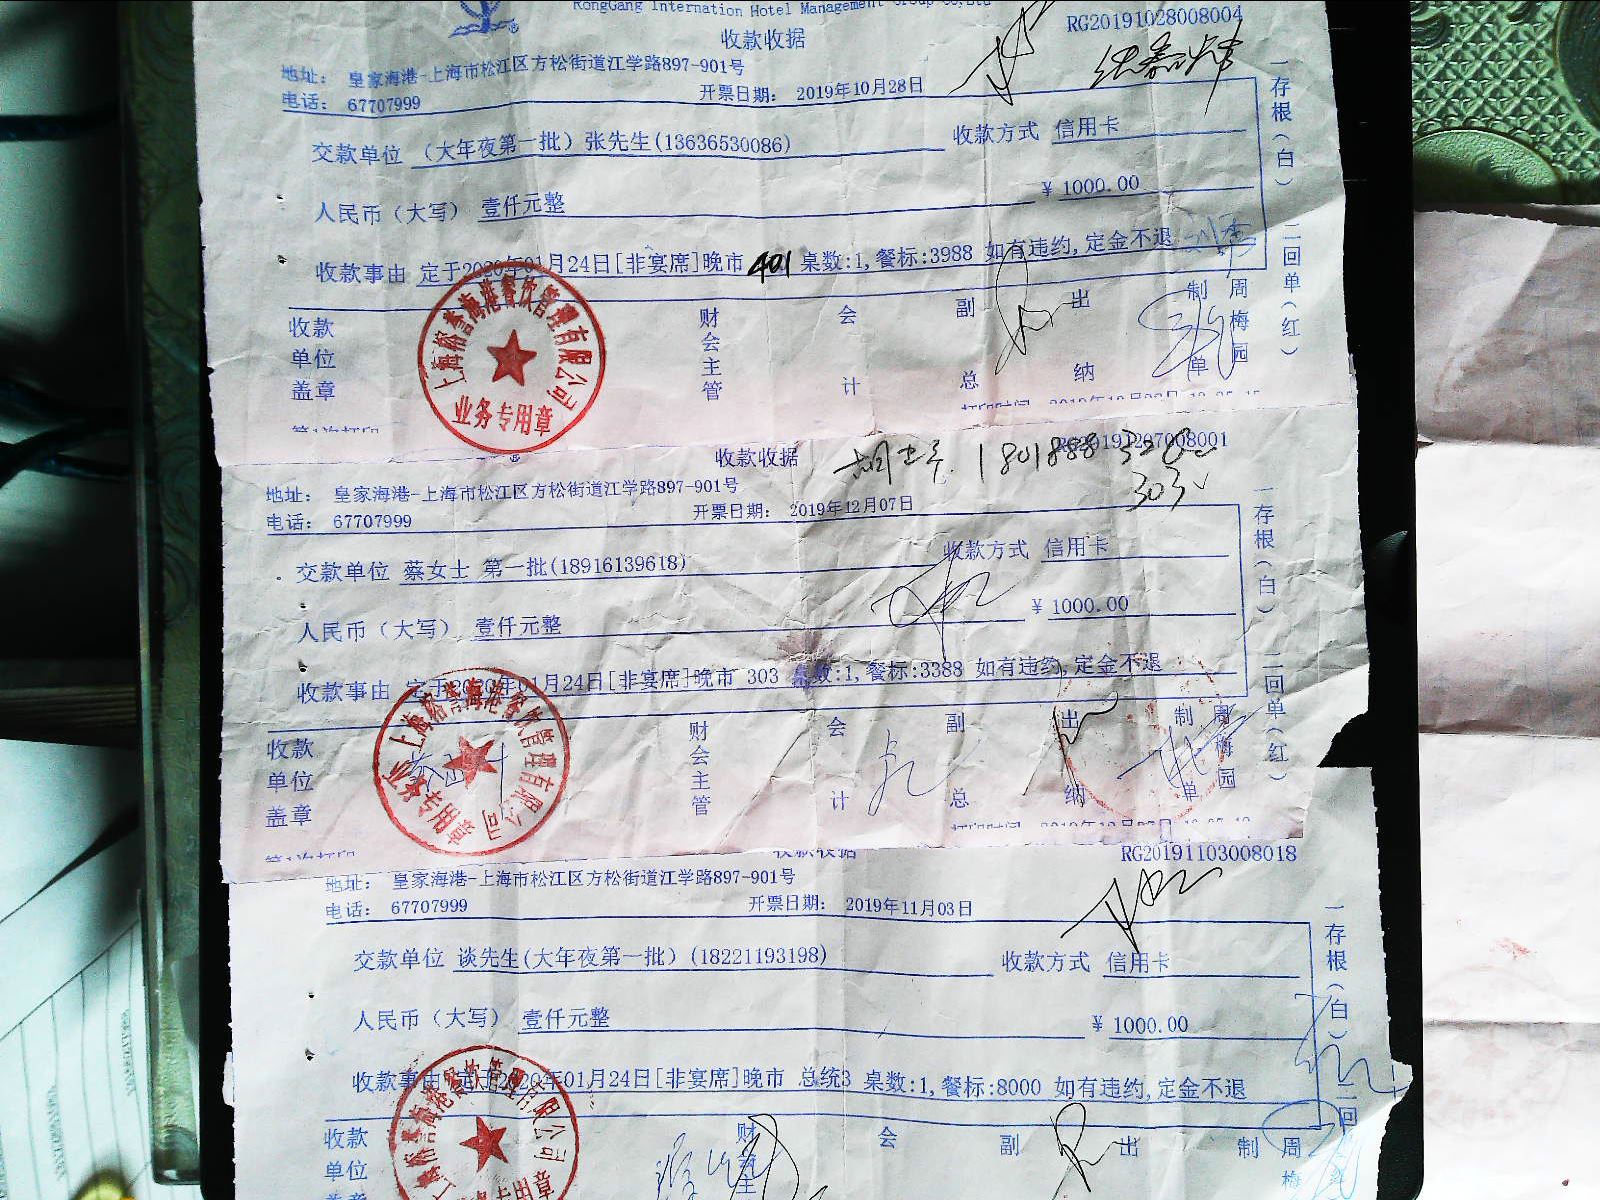 RongGang International Hotel Management Group Co,Ltd
收款收据
RG20191028008004
地址： 皇家海港-上海市松江区方松街道江学路897-901号
电话： 67707999
开票日期： 2019年10月28日
交款单位 （大年夜第一批）张先生(13636530086)
收款方式 信用卡
人民币（大写） 壹仟元整
¥ 1000.00
收款事由 定于2020年01月24日[非宴席]晚市 401 桌数:1,餐标:3988 如有违约,定金不退
收款单位盖章
财会主管
会计
副总
出纳
制单
周梅园
一存根（白）
二回单（红）
业务专用章
收款收据
地址： 皇家海港-上海市松江区方松街道江学路897-901号
电话： 67707999
开票日期： 2019年12月07日
303
交款单位 蔡女士 第一批(18916139618)
收款方式 信用卡
人民币（大写） 壹仟元整
¥ 1000.00
收款事由 定于2020年01月24日[非宴席]晚市 303 桌数:1,餐标:3388 如有违约,定金不退
收款单位盖章
财会主管
会计
副总
出纳
制单
周梅园
一存根（白）
二回单（红）
收款收据
RG20191103008018
地址： 皇家海港-上海市松江区方松街道江学路897-901号
电话： 67707999
开票日期： 2019年11月03日
交款单位 谈先生(大年夜第一批）(18221193198)
收款方式 信用卡
人民币（大写） 壹仟元整
¥ 1000.00
收款事由 定于2020年01月24日[非宴席]晚市 总统3 桌数:1,餐标:8000 如有违约,定金不退
收款单位
财
会
副
出
制
周梅
一存根（白）
二回